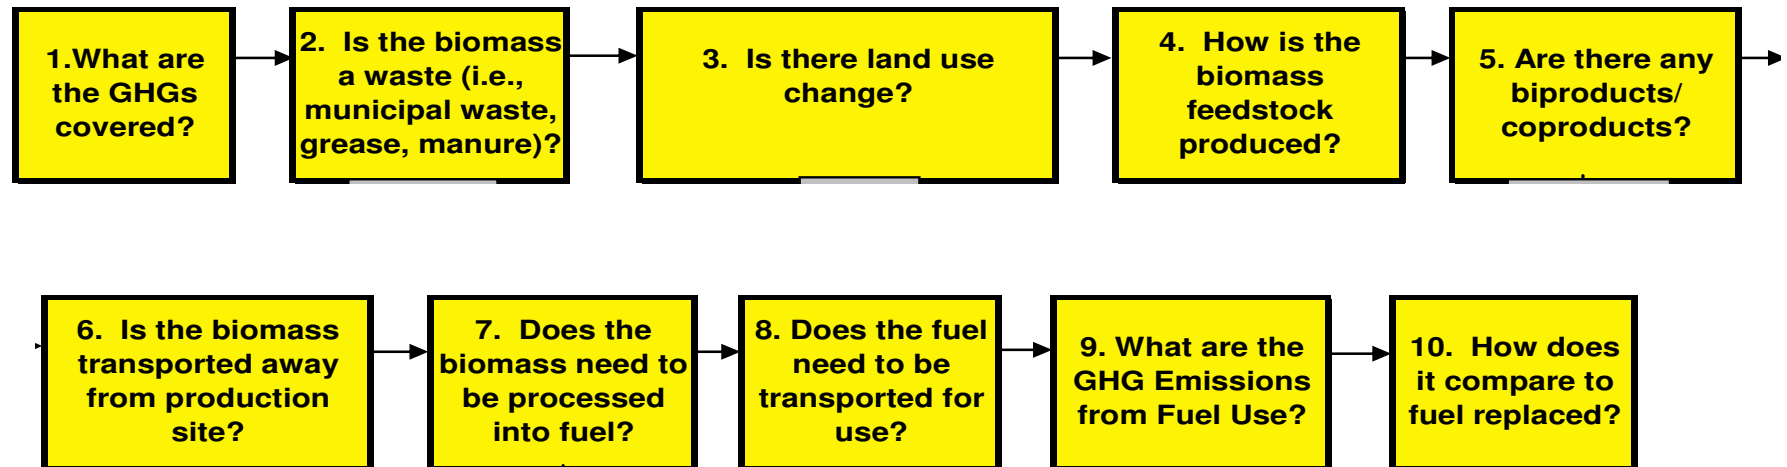 1.What are
the GHGs
covered?
2.  Is the biomass
a waste (i.e.,
municipal waste,
grease, manure)?
3.  Is there land use
change?
4.  How is the
biomass
feedstock
produced?
5. Are there any
biproducts/
coproducts?
6.  Is the biomass
transported away
from production
site?
7.  Does the
biomass need to
be processed
into fuel?
8. Does the fuel
need to be
transported for
use?
9. What are the
GHG Emissions
from Fuel Use?
10.  How does
it compare to
fuel replaced?